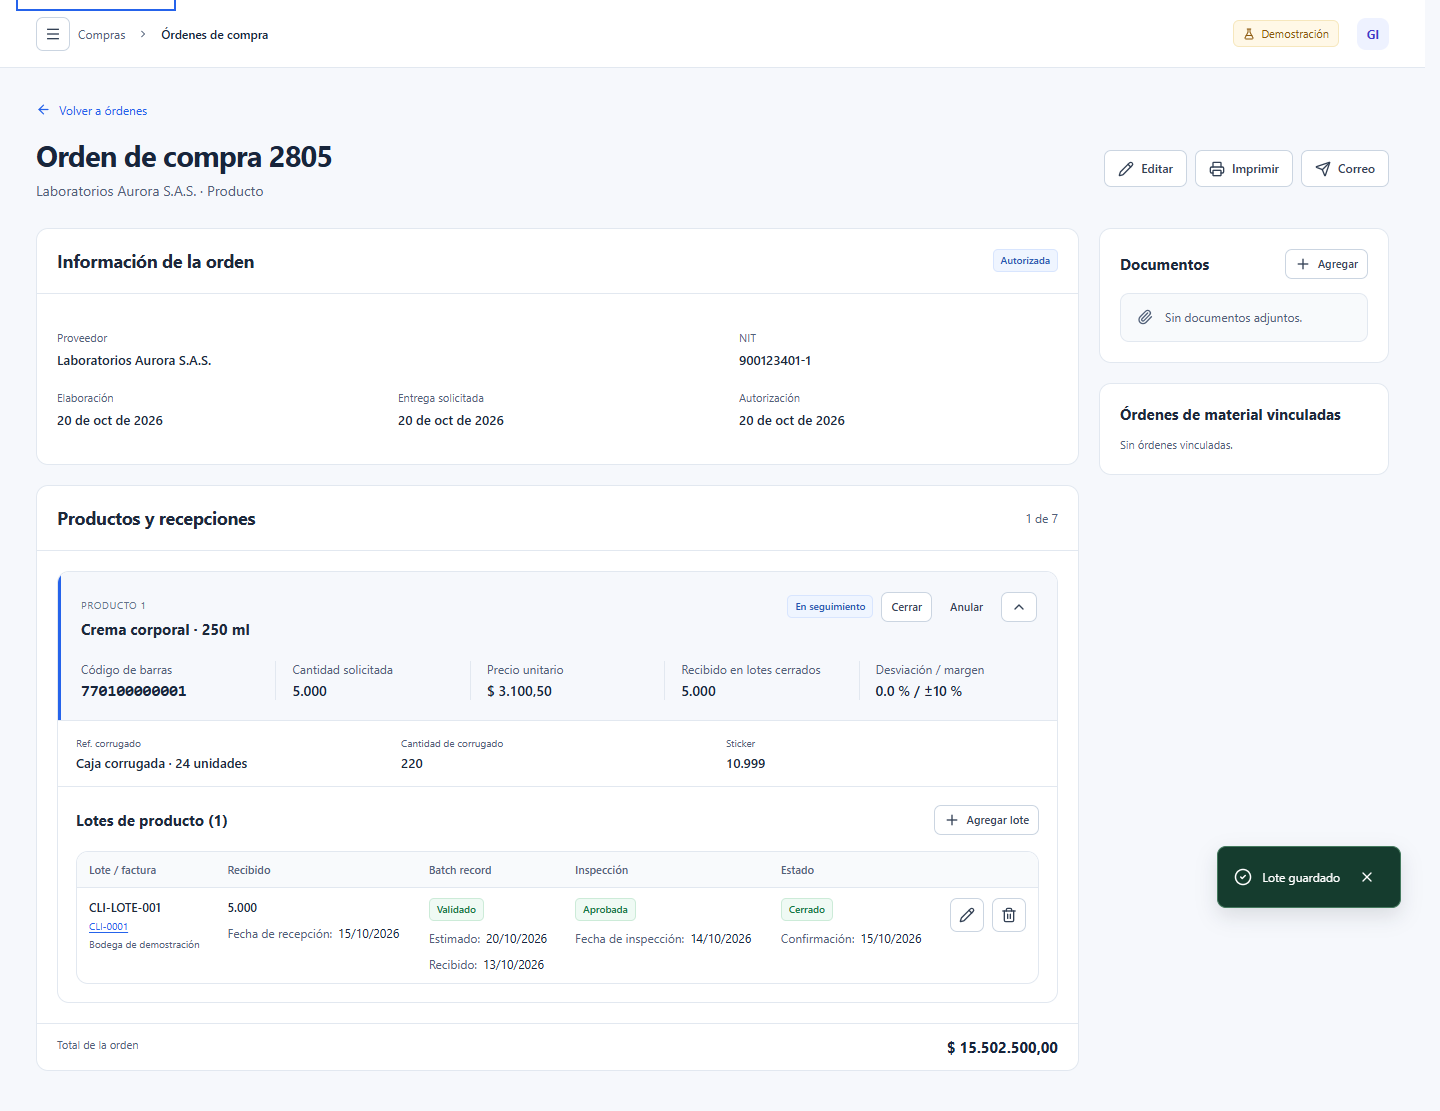 Compras
Órdenes de compra
Demostración
GI
Volver a órdenes
Orden de compra 2805
Laboratorios Aurora S.A.S. · Producto
Editar
Imprimir
Correo
Información de la orden
Autorizada
Proveedor
Laboratorios Aurora S.A.S.
NIT
900123401-1
Elaboración
20 de oct de 2026
Entrega solicitada
20 de oct de 2026
Autorización
20 de oct de 2026
Documentos
Agregar
Sin documentos adjuntos.
Órdenes de material vinculadas
Sin órdenes vinculadas.
Productos y recepciones
1 de 7
PRODUCTO 1
Crema corporal · 250 ml
En seguimiento
Cerrar
Anular
Código de barras
770100000001
Cantidad solicitada
5.000
Precio unitario
$ 3.100,50
Recibido en lotes cerrados
5.000
Desviación / margen
0.0 % / ±10 %
Ref. corrugado
Caja corrugada · 24 unidades
Cantidad de corrugado
220
Sticker
10.999
Lotes de producto (1)
Agregar lote
Lote / factura
Recibido
Batch record
Inspección
Estado
CLI-LOTE-001
CLI-0001
Bodega de demostración
5.000
Fecha de recepción: 15/10/2026
Validado
Estimado: 20/10/2026
Recibido: 13/10/2026
Aprobada
Fecha de inspección: 14/10/2026
Cerrado
Confirmación: 15/10/2026
Lote guardado
Total de la orden
$ 15.502.500,00